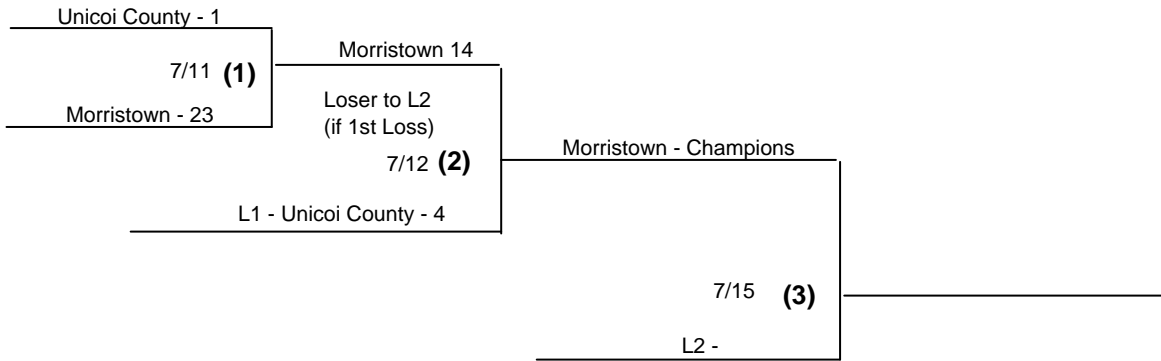 Unicoi County - 1
7/11 (1)
Morristown - 23
Morristown 14
Loser to L2
(if 1st Loss)
7/12 (2)
L1 - Unicoi County - 4
Morristown - Champions
7/15 (3)
L2 -